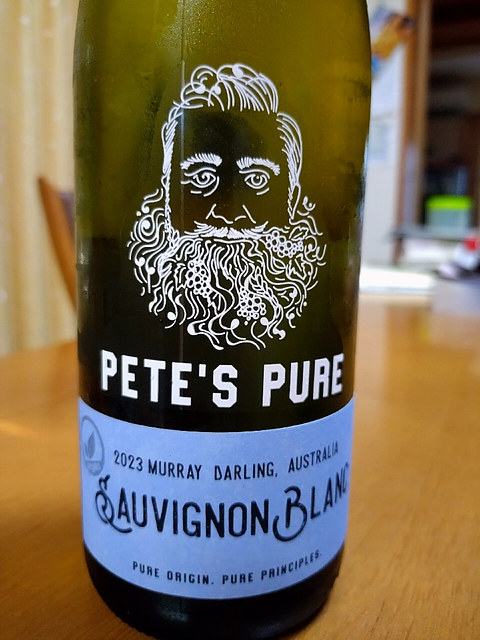 PETE'S PURE
2023 MURRAY DARLING, AUSTRALIA
SAUVIGNON BLANC
PURE ORIGIN. PURE PRINCIPLES.